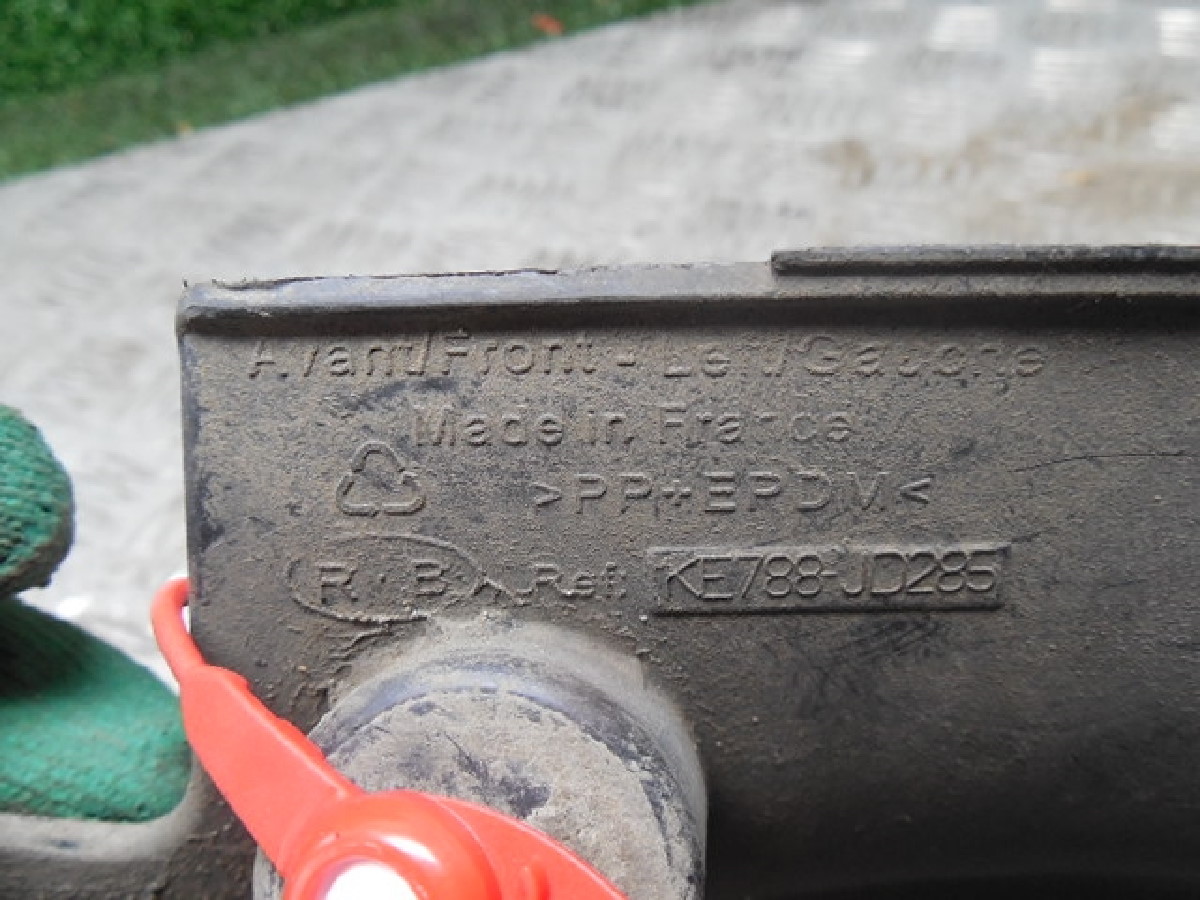 Avant/Front - Left/Gauche
Made in France
>PP+EPDM<
R.B.A. Ref. KE788-JD285